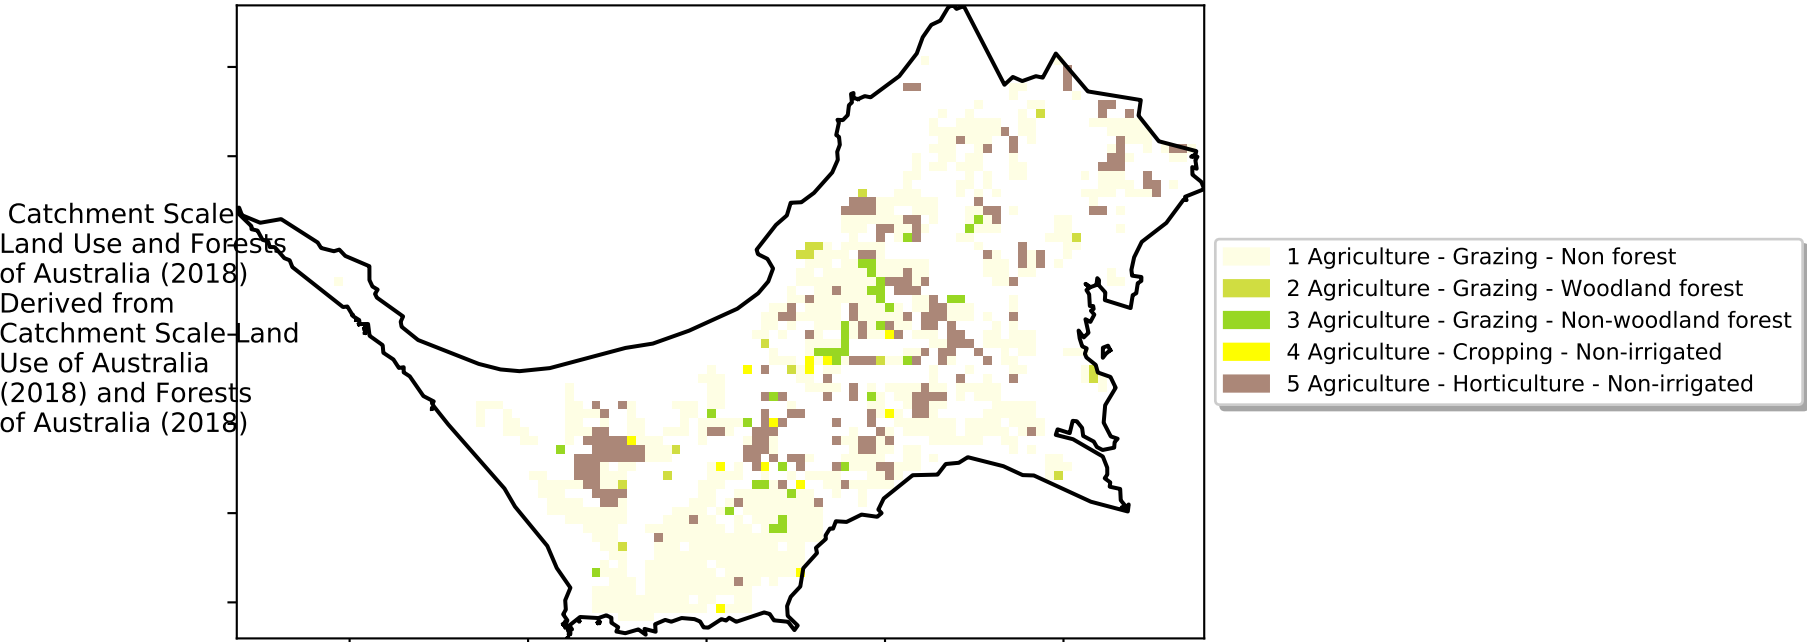 Catchment Scale
Land Use and Forests
of Australia (2018)
Derived from
Catchment Scale Land
Use of Australia
(2018) and Forests
of Australia (2018)
1 Agriculture - Grazing - Non forest
2 Agriculture - Grazing - Woodland forest
3 Agriculture - Grazing - Non-woodland forest
4 Agriculture - Cropping - Non-irrigated
5 Agriculture - Horticulture - Non-irrigated